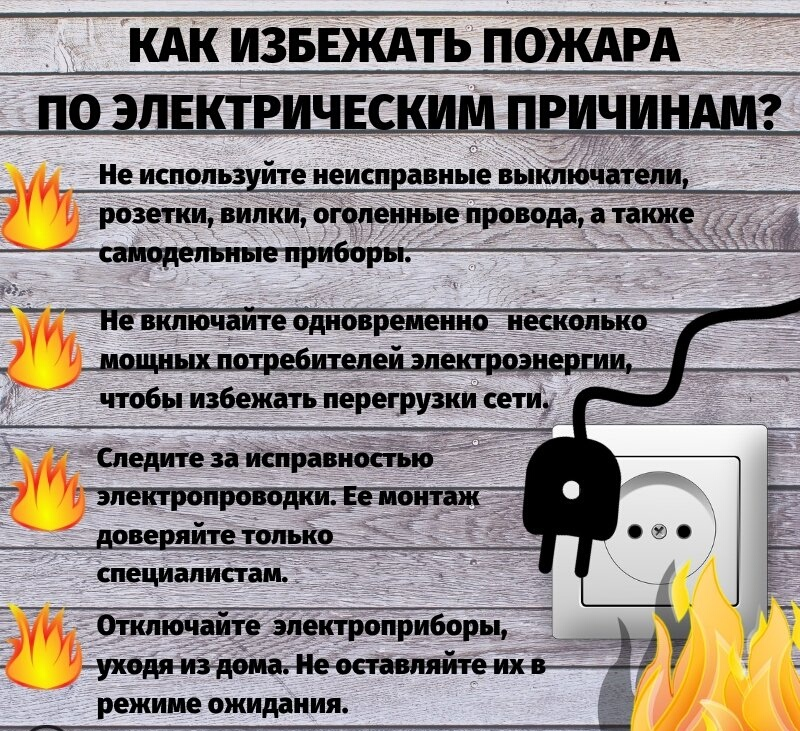 КАК ИЗБЕЖАТЬ ПОЖАРА
ПО ЭЛЕКТРИЧЕСКИМ ПРИЧИНАМ?
Не используйте неисправные выключатели,
розетки, вилки, оголенные провода, а также
самодельные приборы.
Не включайте одновременно несколько
мощных потребителей электроэнергии,
чтобы избежать перегрузки сети.
Следите за исправностью
электропроводки. Ее монтаж
доверяйте только
специалистам.
Отключайте электроприборы,
уходя из дома. Не оставляйте их в
режиме ожидания.